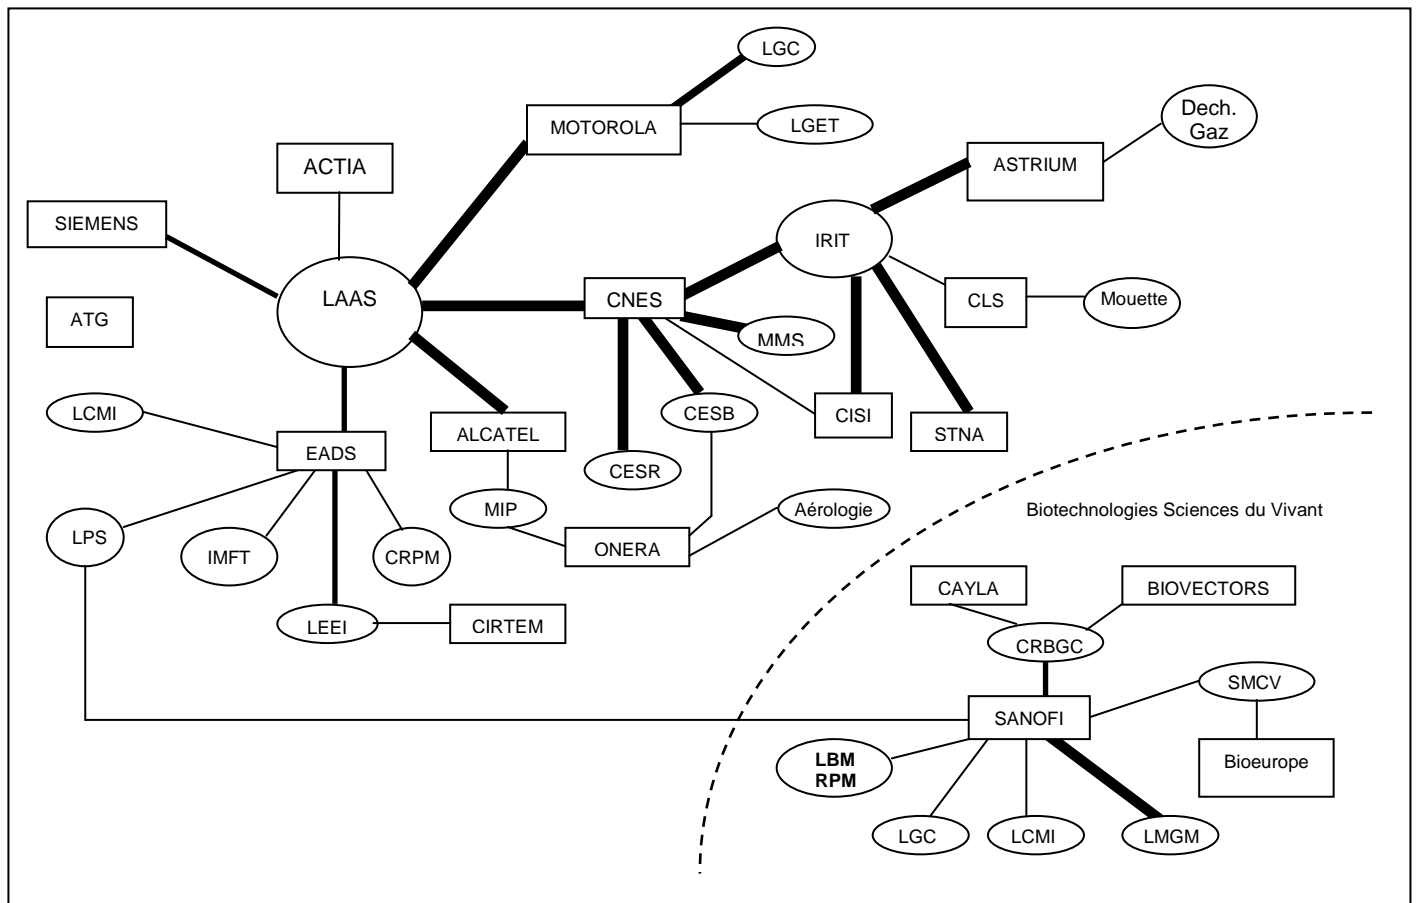 LGC
MOTOROLA
LGET
Dech.
Gaz
ACTIA
ASTRIUM
SIEMENS
IRIT
LAAS
CNES
CLS
Mouette
ATG
MMS
LCMI
CESB
CISI
ALCATEL
STNA
EADS
CESR
MIP
Aérologie
Biotechnologies Sciences du Vivant
LPS
IMFT
CRPM
ONERA
CAYLA
BIOVECTORS
LEEI
CIRTEM
CRBGC
SMCV
SANOFI
LBM
RPM
Bioeurope
LGC
LCMI
LMGM